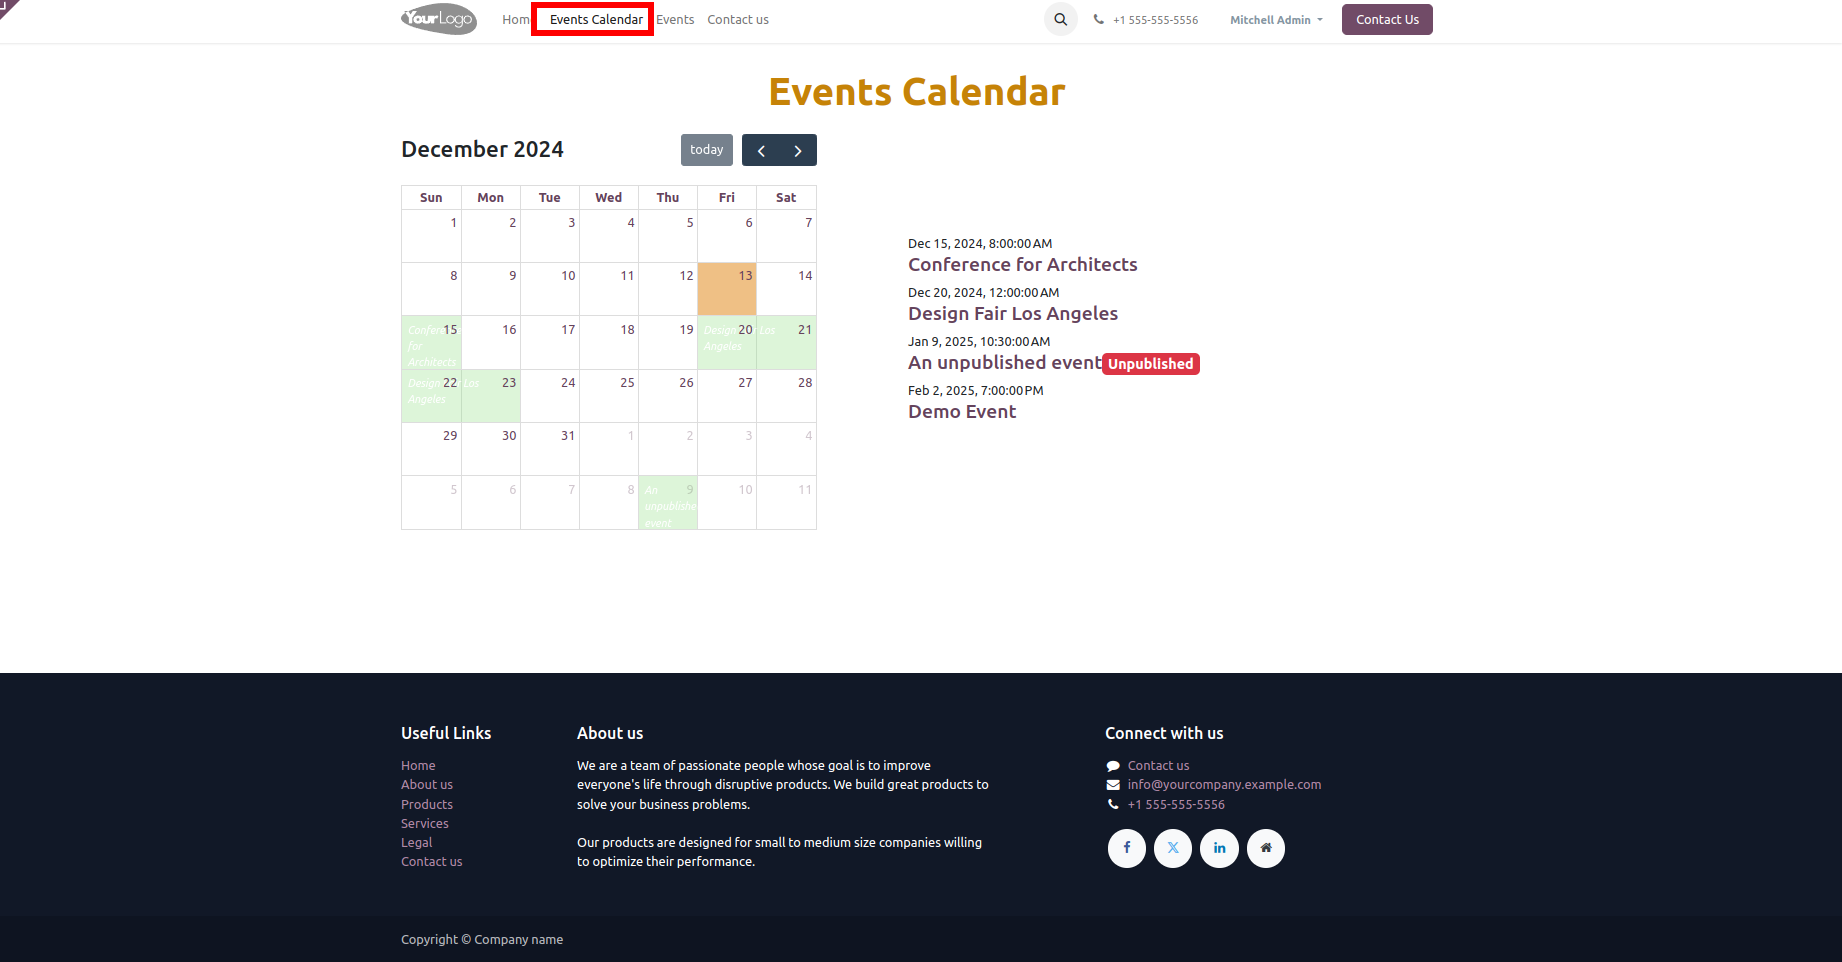 YourLogo
Hom
Events Calendar
Events
Contact us
+1 555-555-5556
Mitchell Admin
Contact Us
Events Calendar
December 2024
today
Sun Mon Tue Wed Thu Fri Sat
1 2 3 4 5 6 7
8 9 10 11 12 13 14
15 16 17 18 19 20 21
Conferen
for
Architects
Design Los
Angeles
22 23 24 25 26 27 28
Design Los
Angeles
29 30 31 1 2 3 4
5 6 7 8 9 10 11
An
unpublishe
event
Dec 15, 2024, 8:00:00 AM
Conference for Architects
Dec 20, 2024, 12:00:00 AM
Design Fair Los Angeles
Jan 9, 2025, 10:30:00 AM
An unpublished event Unpublished
Feb 2, 2025, 7:00:00 PM
Demo Event
Useful Links
Home
About us
Products
Services
Legal
Contact us
About us
We are a team of passionate people whose goal is to improve
everyone's life through disruptive products. We build great products to
solve your business problems.
Our products are designed for small to medium size companies willing
to optimize their performance.
Connect with us
Contact us
info@yourcompany.example.com
+1 555-555-5556
Copyright © Company name